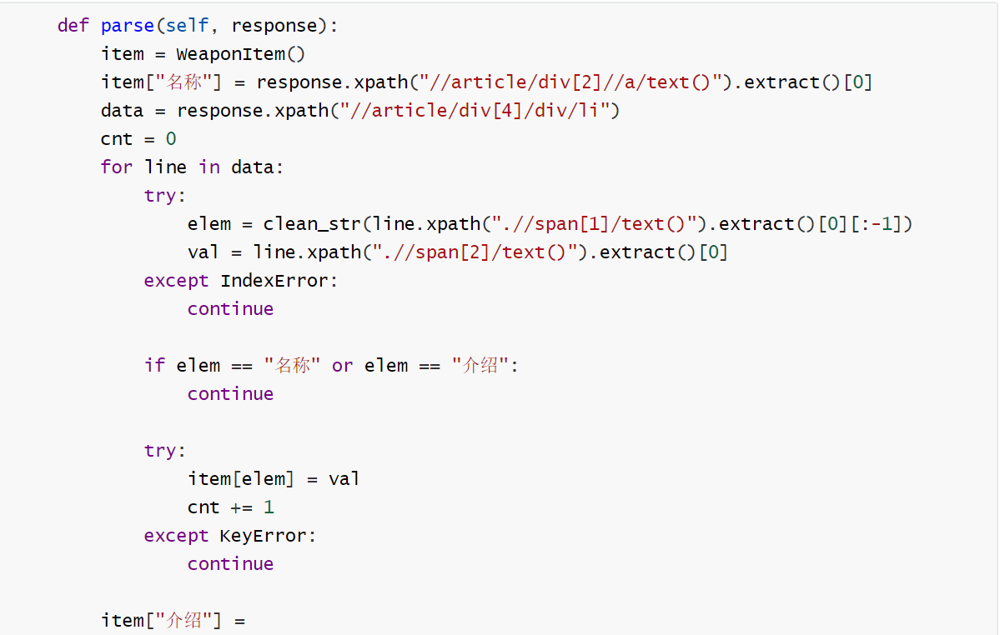 def parse(self, response):
    item = WeaponItem()
    item["名称"] = response.xpath("//article/div[2]//a/text()").extract()[0]
    data = response.xpath("//article/div[4]/div/li")
    cnt = 0
    for line in data:
        try:
            elem = clean_str(line.xpath(".//span[1]/text()").extract()[0][:-1])
            val = line.xpath(".//span[2]/text()").extract()[0]
        except IndexError:
            continue

        if elem == "名称" or elem == "介绍":
            continue

        try:
            item[elem] = val
            cnt += 1
        except KeyError:
            continue

    item["介绍"] =